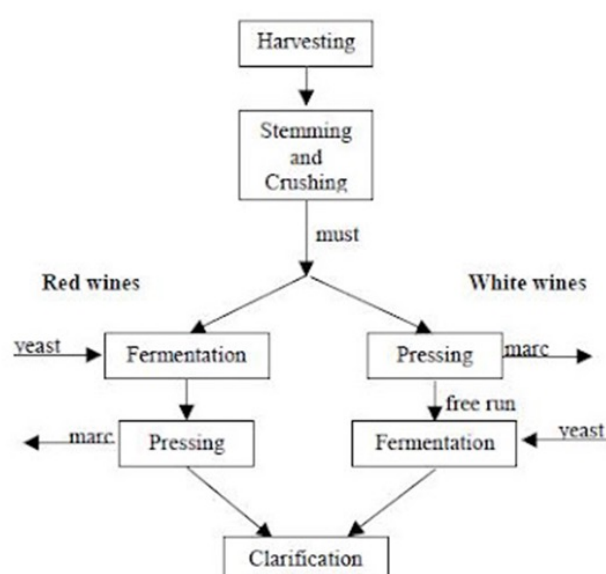 Harvesting
Stemming
and
Crushing
must
Red wines
White wines
yeast
Fermentation
Pressing
marc
free run
marc
Pressing
Fermentation
yeast
Clarification